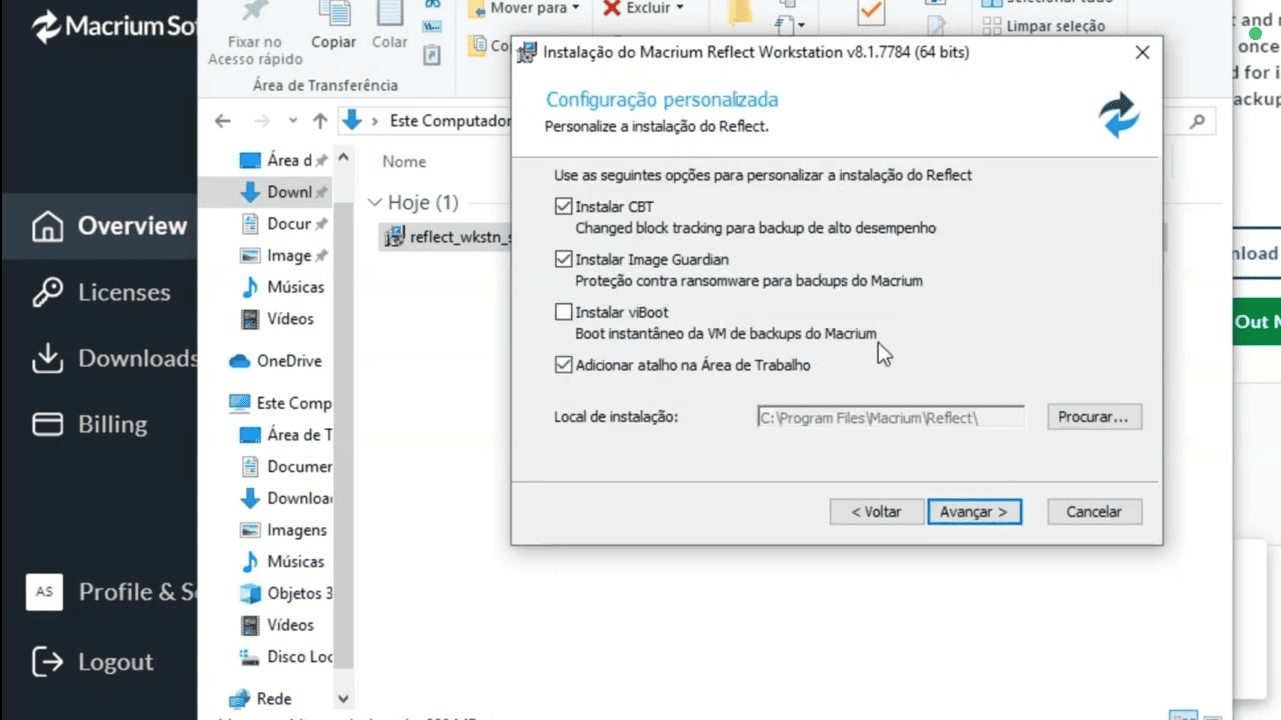 Macrium Sof
Overview
Licenses
Downloads
Billing
AS
Profile & Se
Logout
Fixar no
Acesso rápido
Copiar
Colar
Área de Transferência
Mover para
Excluir
Limpar seleção
Este Computador
Nome
Hoje (1)
reflect_wkstn_s
Área d
Downl
Docur
Image
Músicas
Vídeos
OneDrive
Este Comp
Área de T
Documer
Downloa
Imagens
Músicas
Objetos 3
Vídeos
Disco Loc
Rede
Instalação do Macrium Reflect Workstation v8.1.7784 (64 bits)
Configuração personalizada
Personalize a instalação do Reflect.
Use as seguintes opções para personalizar a instalação do Reflect
Instalar CBT
Changed block tracking para backup de alto desempenho
Instalar Image Guardian
Proteção contra ransomware para backups do Macrium
Instalar viBoot
Boot instantâneo da VM de backups do Macrium
Adicionar atalho na Área de Trabalho
Local de instalação:
C:\Program Files\Macrium\Reflect\
Procurar...
< Voltar
Avançar >
Cancelar
once
d for i
ackup
nload
Out M